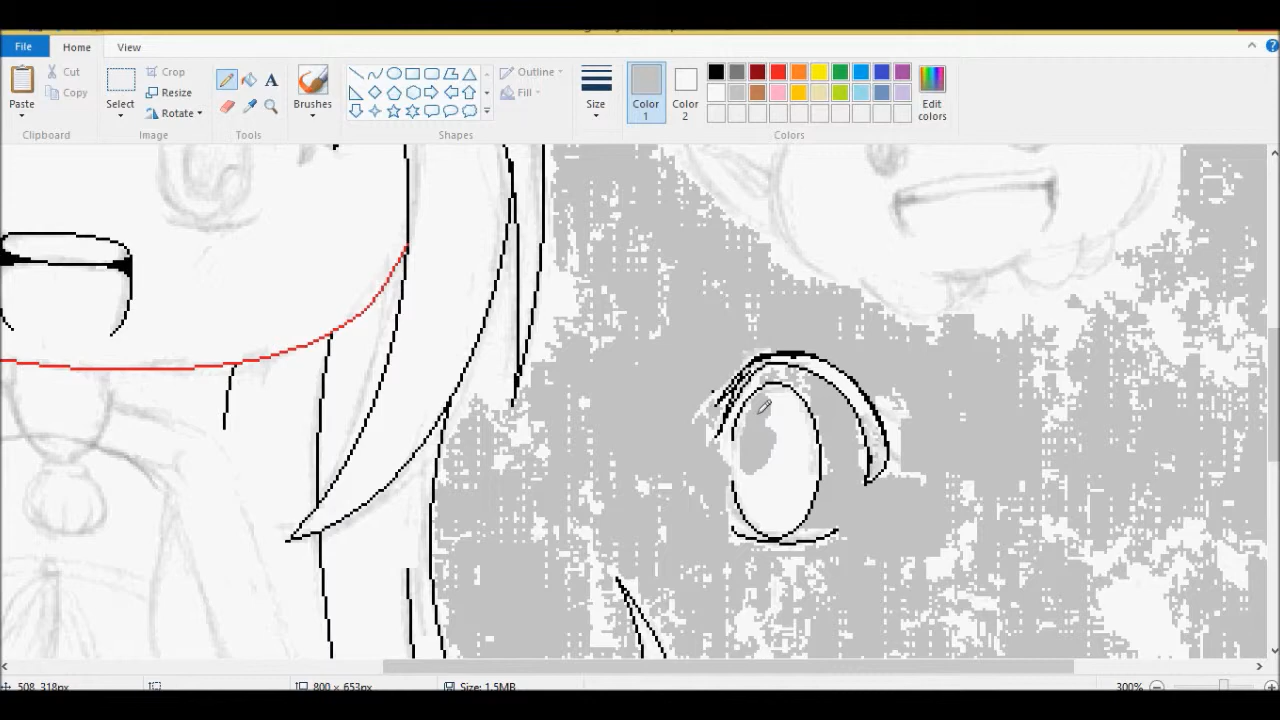 File Home View
Cut
Copy
Paste
Clipboard
Select
Crop
Resize
Rotate
Image
A
Tools
Brushes
Outline
Fill
Shapes
Size
Color
1
Color
2
Edit
colors
Colors
508, 318px
800 × 653px
Size: 1.5MB
300%